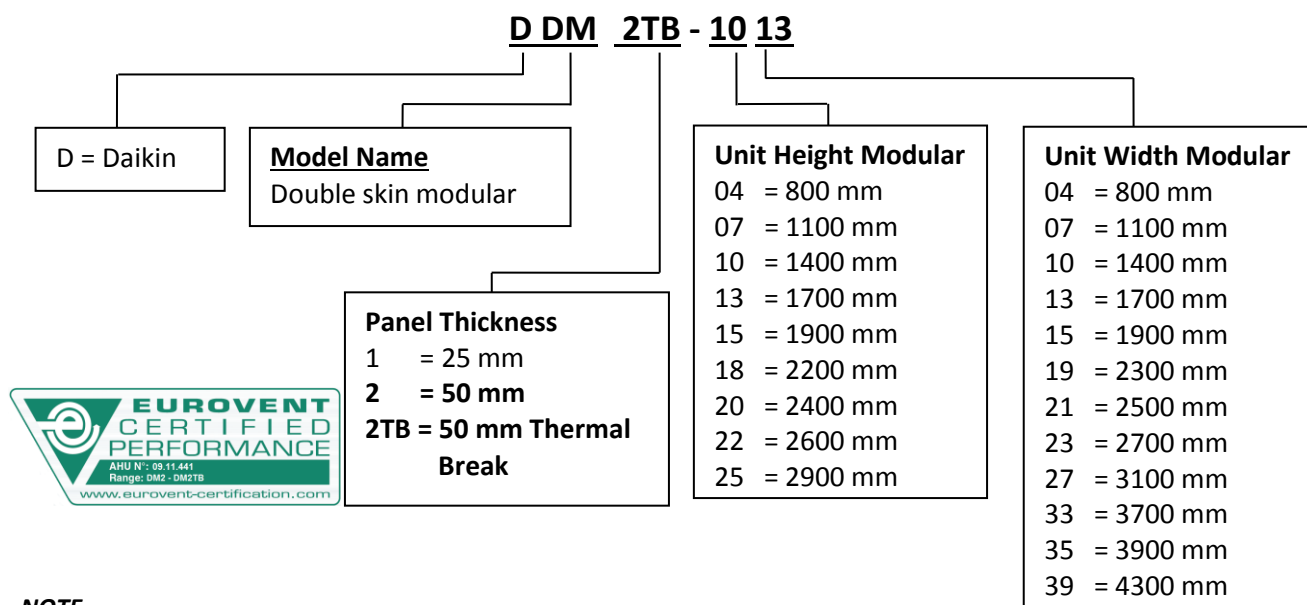 D DM 2TB - 10 13
D = Daikin
Model Name
Double skin modular
Panel Thickness
1 = 25 mm
2 = 50 mm
2TB = 50 mm Thermal
Break
Unit Height Modular
04 = 800 mm
07 = 1100 mm
10 = 1400 mm
13 = 1700 mm
15 = 1900 mm
18 = 2200 mm
20 = 2400 mm
22 = 2600 mm
25 = 2900 mm
Unit Width Modular
04 = 800 mm
07 = 1100 mm
10 = 1400 mm
13 = 1700 mm
15 = 1900 mm
19 = 2300 mm
21 = 2500 mm
23 = 2700 mm
27 = 3100 mm
33 = 3700 mm
35 = 3900 mm
39 = 4300 mm
EUROVENT
CERTIFIED
PERFORMANCE
AHU N°: 09.11.441
Range: DM2 - DM2TB
www.eurovent-certification.com
NOTE